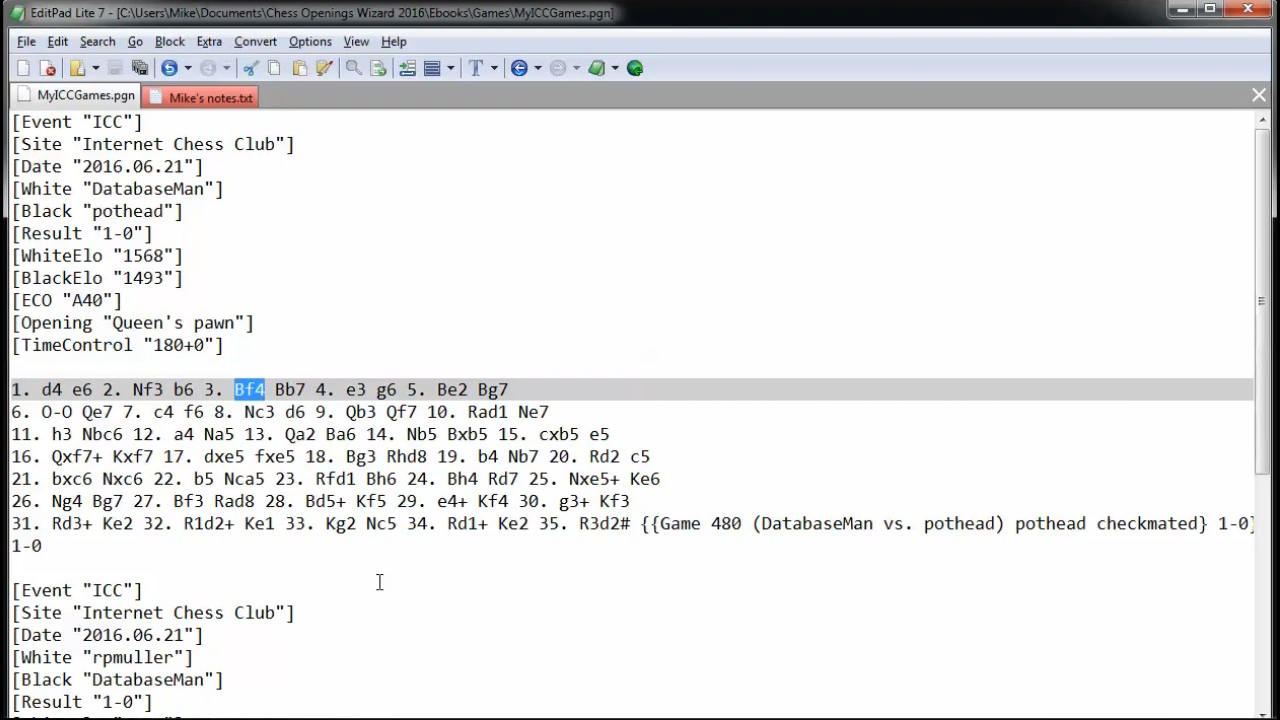 EditPad Lite 7 - [C:\Users\Mike\Documents\Chess Openings Wizard 2016\Ebooks\Games\MyICCGames.pgn]
File Edit Search Go Block Extra Convert Options View Help
MyICCGames.pgn Mike's notes.txt
[Event "ICC"]
[Site "Internet Chess Club"]
[Date "2016.06.21"]
[White "DatabaseMan"]
[Black "pothead"]
[Result "1-0"]
[WhiteElo "1568"]
[BlackElo "1493"]
[ECO "A40"]
[Opening "Queen's pawn"]
[TimeControl "180+0"]
1. d4 e6 2. Nf3 b6 3. Bf4 Bb7 4. e3 g6 5. Be2 Bg7
6. O-O Qe7 7. c4 f6 8. Nc3 d6 9. Qb3 Qf7 10. Rad1 Ne7
11. h3 Nbc6 12. a4 Na5 13. Qa2 Ba6 14. Nb5 Bxb5 15. cxb5 e5
16. Qxf7+ Kxf7 17. dxe5 fxe5 18. Bg3 Rhd8 19. b4 Nb7 20. Rd2 c5
21. bxc6 Nxc6 22. b5 Nca5 23. Rfd1 Bh6 24. Bh4 Rd7 25. Nxe5+ Ke6
26. Ng4 Bg7 27. Bf3 Rad8 28. Bd5+ Kf5 29. e4+ Kf4 30. g3+ Kf3
31. Rd3+ Ke2 32. R1d2+ Ke1 33. Kg2 Nc5 34. Rd1+ Ke2 35. R3d2# {{Game 480 (DatabaseMan vs. pothead) pothead checkmated} 1-0}
1-0
[Event "ICC"]
[Site "Internet Chess Club"]
[Date "2016.06.21"]
[White "rpmuller"]
[Black "DatabaseMan"]
[Result "1-0"]